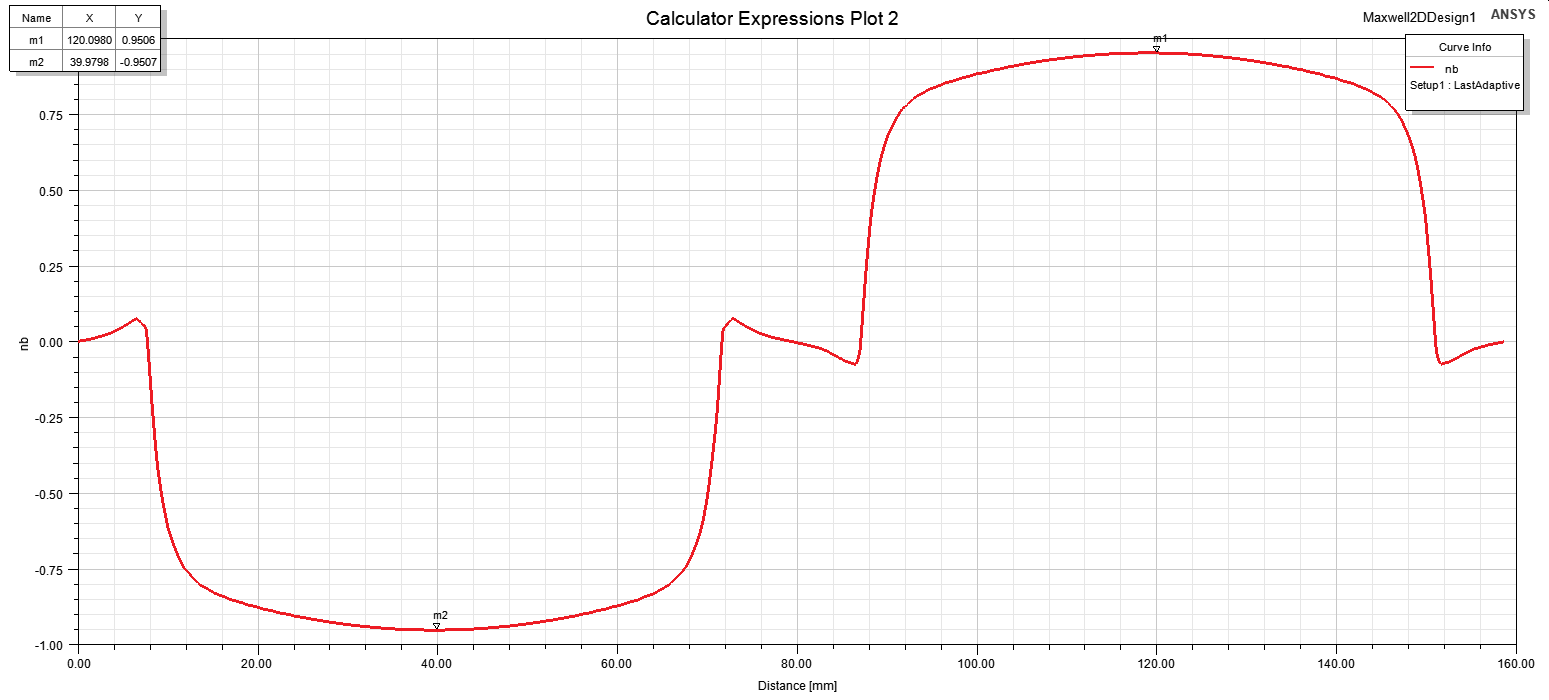 Calculator Expressions Plot 2
Maxwell2DDesign1
ANSYS
Name X Y
m1 120.0980 0.9506
m2 39.9798 -0.9507
Curve Info
nb
Setup1 : LastAdaptive
m1
m2
nb
0.75
0.50
0.25
0.00
-0.25
-0.50
-0.75
-1.00
0.00 20.00 40.00 60.00 80.00 100.00 120.00 140.00 160.00
Distance [mm]